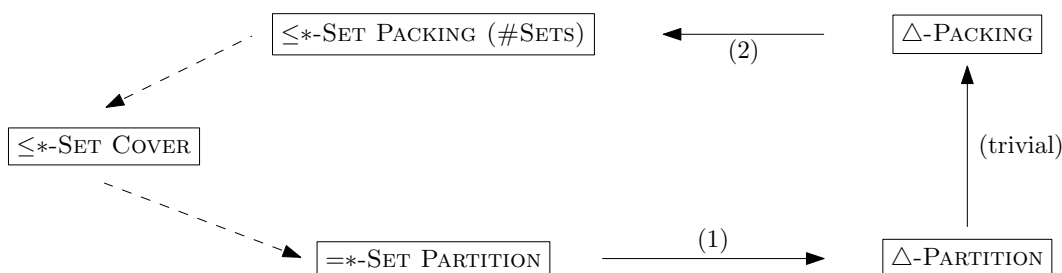 ≤∗-SET PACKING (#SETS)
△-PACKING
(2)
≤∗-SET COVER
(trivial)
(1)
=∗-SET PARTITION
△-PARTITION